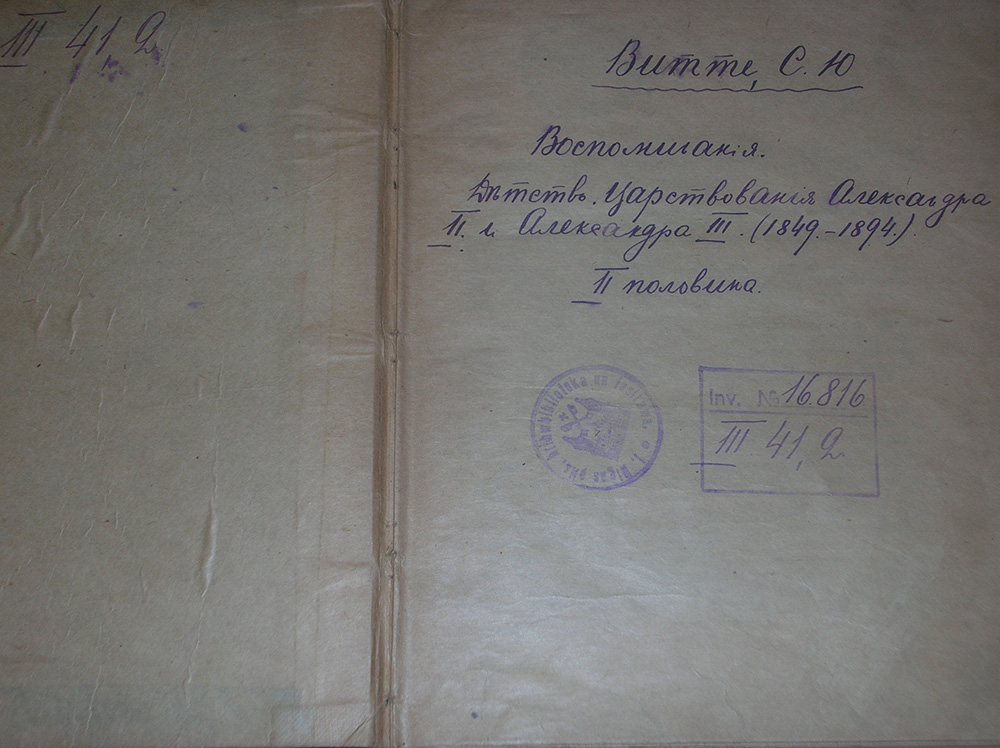 III 41, 2
Витте, С. Ю
Воспоминанія.
Дѣтство. Царствованія Александра
II. и Александра III. (1849.-1894.).
II половина.
Inv. № 16.816
III 41, 2